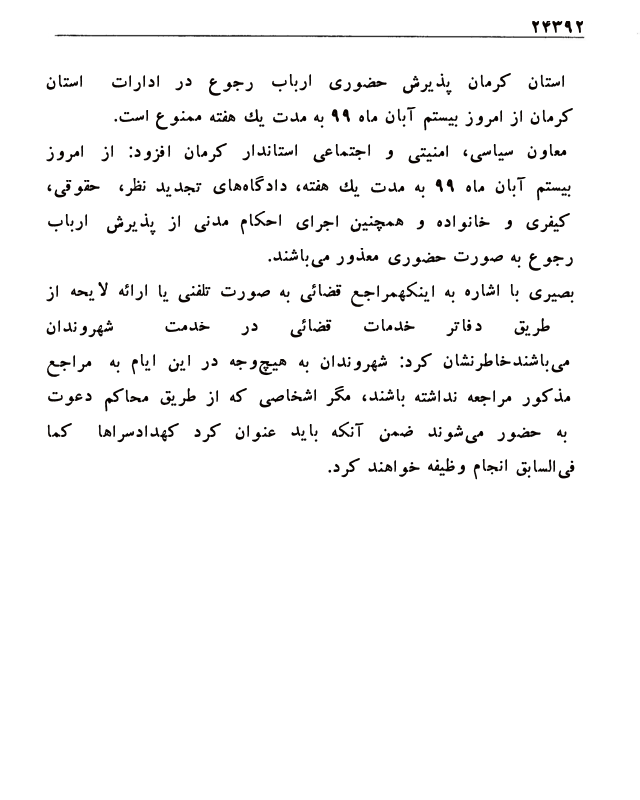 ۲۴۳۹۲
استان کرمان پذیرش حضوری ارباب رجوع در ادارات استان
کرمان از امروز بیستم آبان ماه ۹۹ به مدت یك هفته ممنوع است.
معاون سیاسی، امنیتی و اجتماعی استاندار کرمان افزود: از امروز
بیستم آبان ماه ۹۹ به مدت یك هفته، دادگاه‌های تجدید نظر، حقوقی،
کیفری و خانواده و همچنین اجرای احکام مدنی از پذیرش ارباب
رجوع به صورت حضوری معذور می‌باشند.
بصیری با اشاره به اینکهمراجع قضائی به صورت تلفنی یا ارائه لایحه از
طریق دفاتر خدمات قضائی در خدمت شهروندان
می‌باشندخاطرنشان کرد: شهروندان به هیچ‌وجه در این ایام به مراجع
مذکور مراجعه نداشته باشند، مگر اشخاصی که از طریق محاکم دعوت
به حضور می‌شوند ضمن آنکه باید عنوان کرد کهدادسراها کما
فی‌السابق انجام وظیفه خواهند کرد.